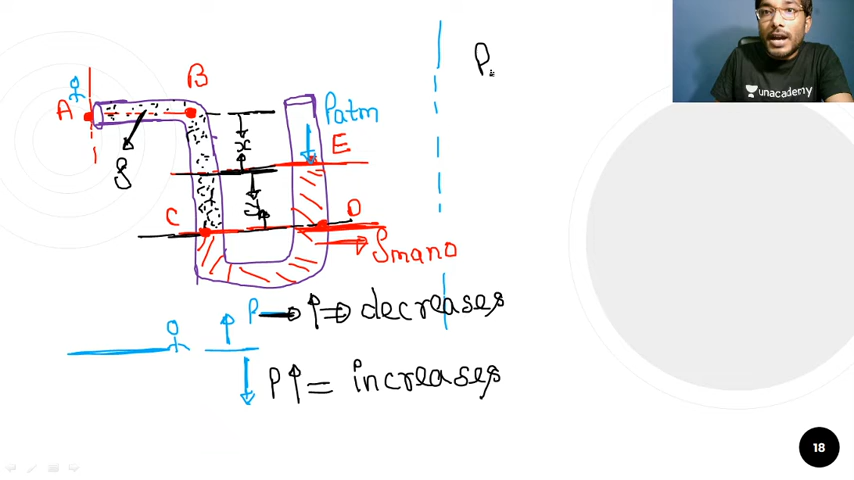 P
unacademy
B
A
Patm
E
x
ρ
y
C
D
ρmano
P ↑ ⇒ decreases
↑
P↑ = increases
↓
18